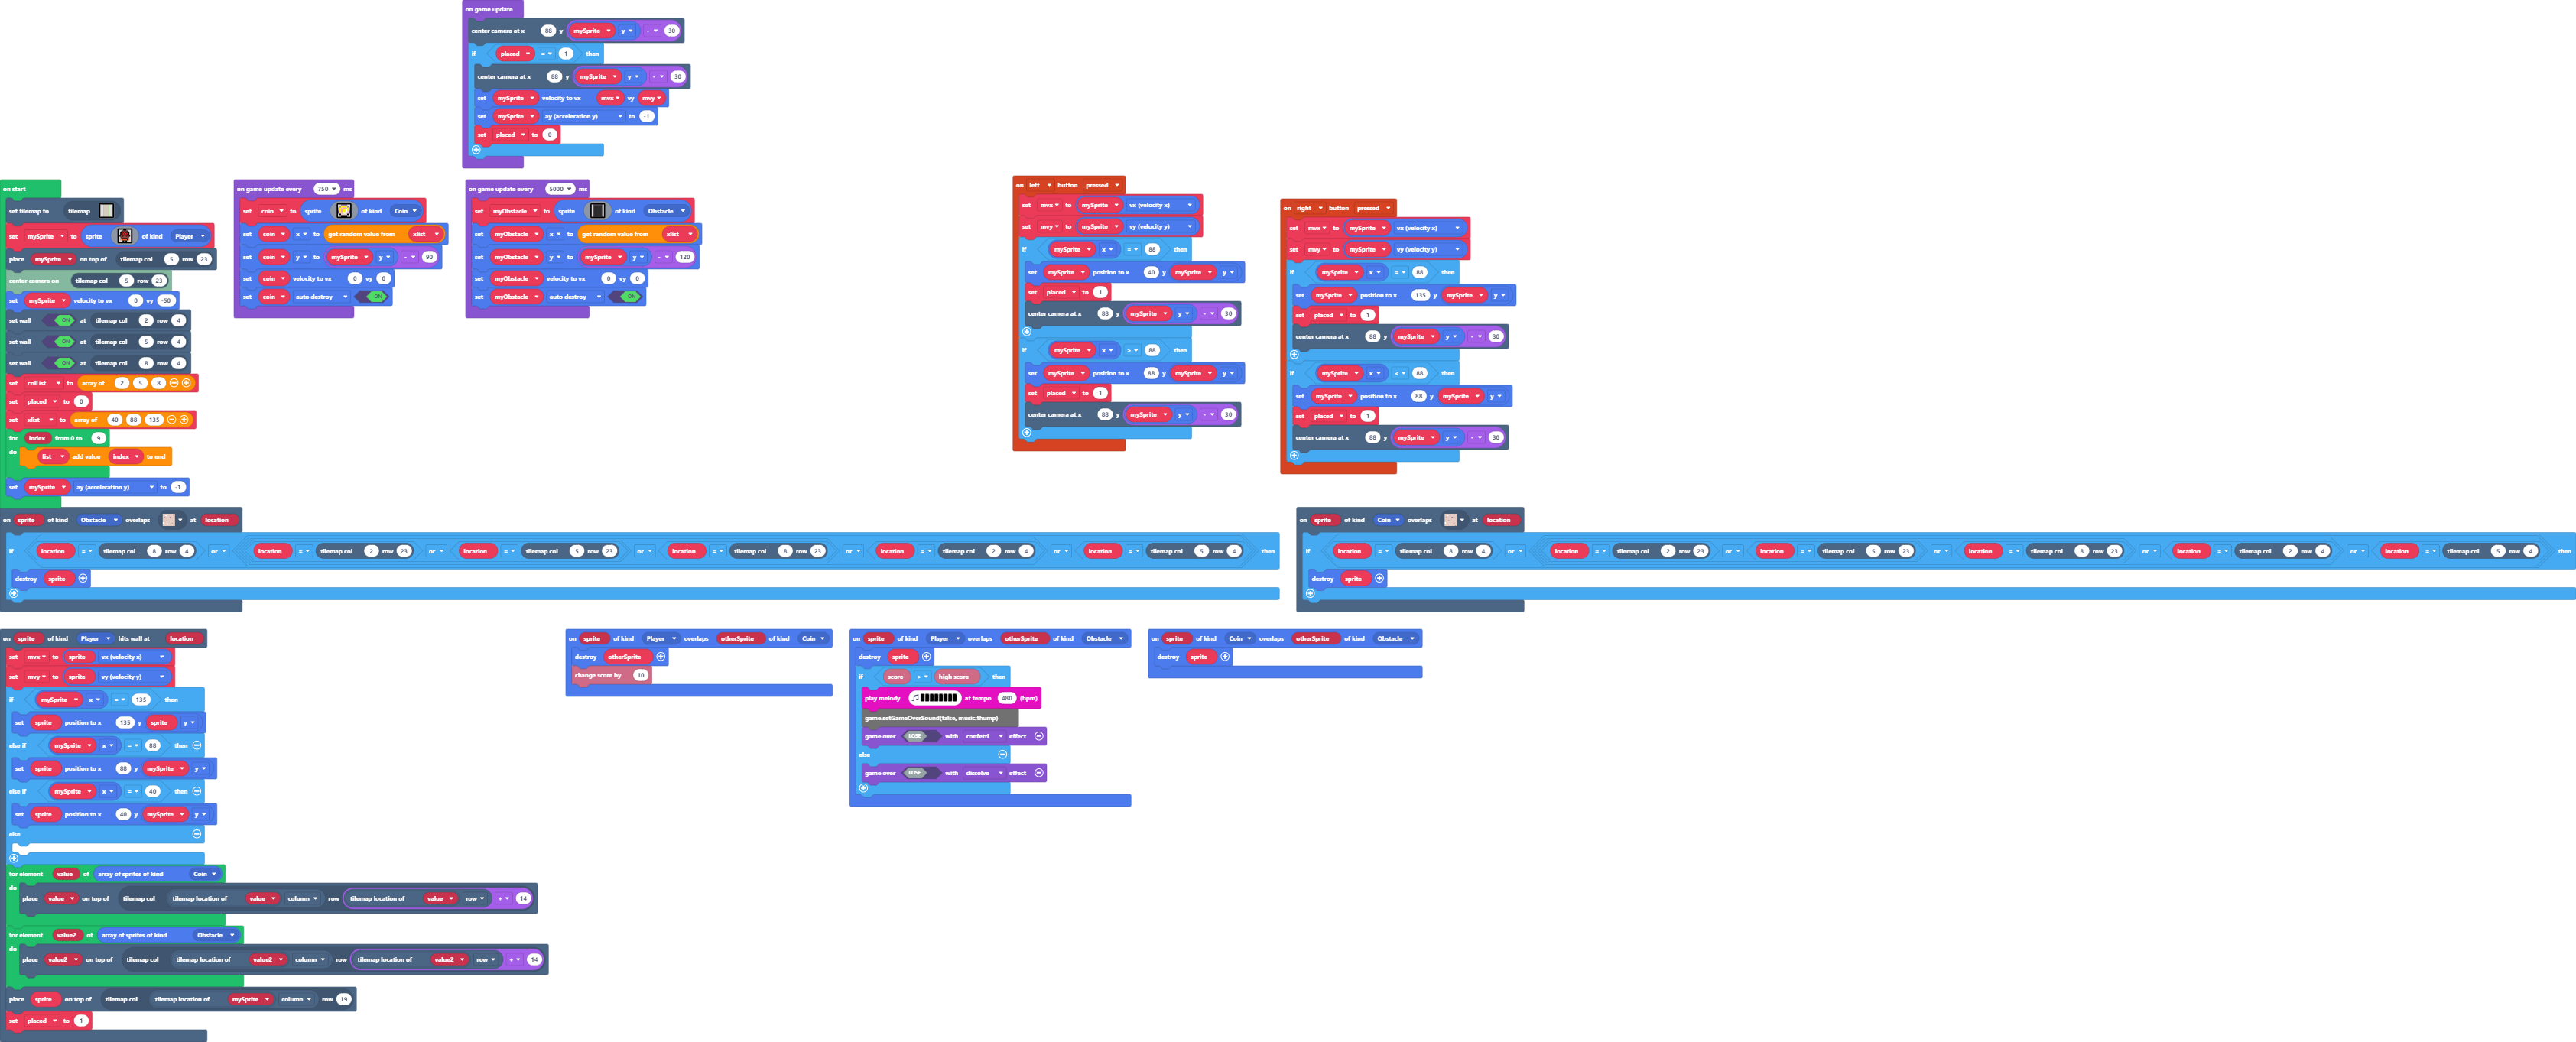 on game update
center camera at x 88 y mySprite y - 30
if placed = 1 then
center camera at x 88 y mySprite y - 30
set mySprite velocity to vx mvx vy mvy
set mySprite ay (acceleration y) to -1
set placed to 0
on start
set tilemap to tilemap
set mySprite to sprite of kind Player
place mySprite on top of tilemap col 5 row 23
center camera on tilemap col 5 row 23
set mySprite velocity to vx 0 vy -50
set wall ON at tilemap col 2 row 4
set wall ON at tilemap col 5 row 4
set wall ON at tilemap col 8 row 4
set colList to array of 2 5 8
set placed to 0
set xlist to array of 40 88 135
for index from 0 to 9
do list add value index to end
set mySprite ay (acceleration y) to -1
on game update every 750 ms
set coin to sprite of kind Coin
set coin x to get random value from xlist
set coin y to mySprite y - 90
set coin velocity to vx 0 vy 0
set coin auto destroy ON
on game update every 5000 ms
set myObstacle to sprite of kind Obstacle
set myObstacle x to get random value from xlist
set myObstacle y to mySprite y - 120
set myObstacle velocity to vx 0 vy 0
set myObstacle auto destroy ON
on left button pressed
set mvx to mySprite vx (velocity x)
set mvy to mySprite vy (velocity y)
if mySprite x = 88 then
set mySprite position to x 40 y mySprite y
set placed to 1
center camera at x 88 y mySprite y - 30
if mySprite x > 88 then
set mySprite position to x 88 y mySprite y
set placed to 1
center camera at x 88 y mySprite y - 30
on right button pressed
set mvx to mySprite vx (velocity x)
set mvy to mySprite vy (velocity y)
if mySprite x = 88 then
set mySprite position to x 135 y mySprite y
set placed to 1
center camera at x 88 y mySprite y - 30
if mySprite x < 88 then
set mySprite position to x 88 y mySprite y
set placed to 1
center camera at x 88 y mySprite y - 30
on sprite of kind Obstacle overlaps at location
if location = tilemap col 8 row 4 or location = tilemap col 2 row 23 or location = tilemap col 5 row 23 or location = tilemap col 8 row 23 or location = tilemap col 2 row 4 or location = tilemap col 5 row 4 then
destroy sprite
on sprite of kind Coin overlaps at location
if location = tilemap col 8 row 4 or location = tilemap col 2 row 23 or location = tilemap col 5 row 23 or location = tilemap col 8 row 23 or location = tilemap col 2 row 4 or location = tilemap col 5 row 4 then
destroy sprite
on sprite of kind Player hits wall at location
set mvx to sprite vx (velocity x)
set mvy to sprite vy (velocity y)
if mySprite x = 135 then
set sprite position to x 135 y sprite y
else if mySprite x = 88 then
set sprite position to x 88 y mySprite y
else if mySprite x = 40 then
set sprite position to x 40 y mySprite y
else
for element value of array of sprites of kind Coin
do
place value on top of tilemap col tilemap location of value column row tilemap location of value row + 14
for element value2 of array of sprites of kind Obstacle
do
place value2 on top of tilemap col tilemap location of value2 column row tilemap location of value2 row + 14
place sprite on top of tilemap col tilemap location of mySprite column row 19
set placed to 1
on sprite of kind Player overlaps otherSprite of kind Coin
destroy otherSprite
change score by 10
on sprite of kind Player overlaps otherSprite of kind Obstacle
destroy sprite
if score > high score then
play melody at tempo 480 (bpm)
game.setGameOverSound(false, music.thump)
game over LOSE with confetti effect
else
game over LOSE with dissolve effect
on sprite of kind Coin overlaps otherSprite of kind Obstacle
destroy sprite